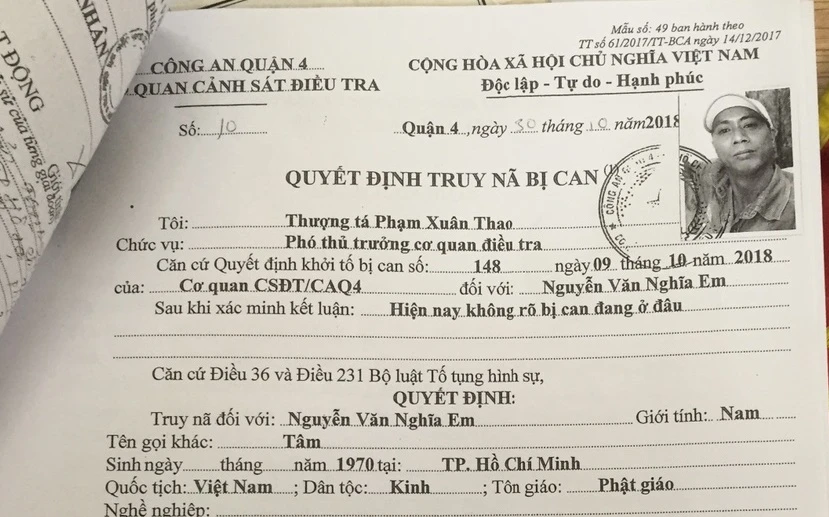 Mẫu số: 49 ban hành theo
TT số 61/2017/TT-BCA ngày 14/12/2017
CÔNG AN QUẬN 4
QUAN CẢNH SÁT ĐIỀU TRA
CỘNG HÒA XÃ HỘI CHỦ NGHĨA VIỆT NAM
Độc lập - Tự do - Hạnh phúc
Số: 10
Quận 4, ngày 30 tháng 10 năm 2018
QUYẾT ĐỊNH TRUY NÃ BỊ CAN
Tôi: Thượng tá Phạm Xuân Thao
Chức vụ: Phó thủ trưởng cơ quan điều tra
Căn cứ Quyết định khởi tố bị can số: 148 ngày 09 tháng 10 năm 2018
của: Cơ quan CSĐT/CAQ4 đối với: Nguyễn Văn Nghĩa Em
Sau khi xác minh kết luận: Hiện nay không rõ bị can đang ở đâu
Căn cứ Điều 36 và Điều 231 Bộ luật Tố tụng hình sự,
QUYẾT ĐỊNH:
Truy nã đối với: Nguyễn Văn Nghĩa Em Giới tính: Nam
Tên gọi khác: Tâm
Sinh ngày tháng năm 1970 tại: TP. Hồ Chí Minh
Quốc tịch: Việt Nam ; Dân tộc: Kinh ; Tôn giáo: Phật giáo
Nghề nghiệp: